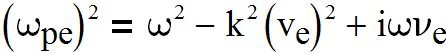 (ωpe)² = ω² − k²(ve)² + iωνe